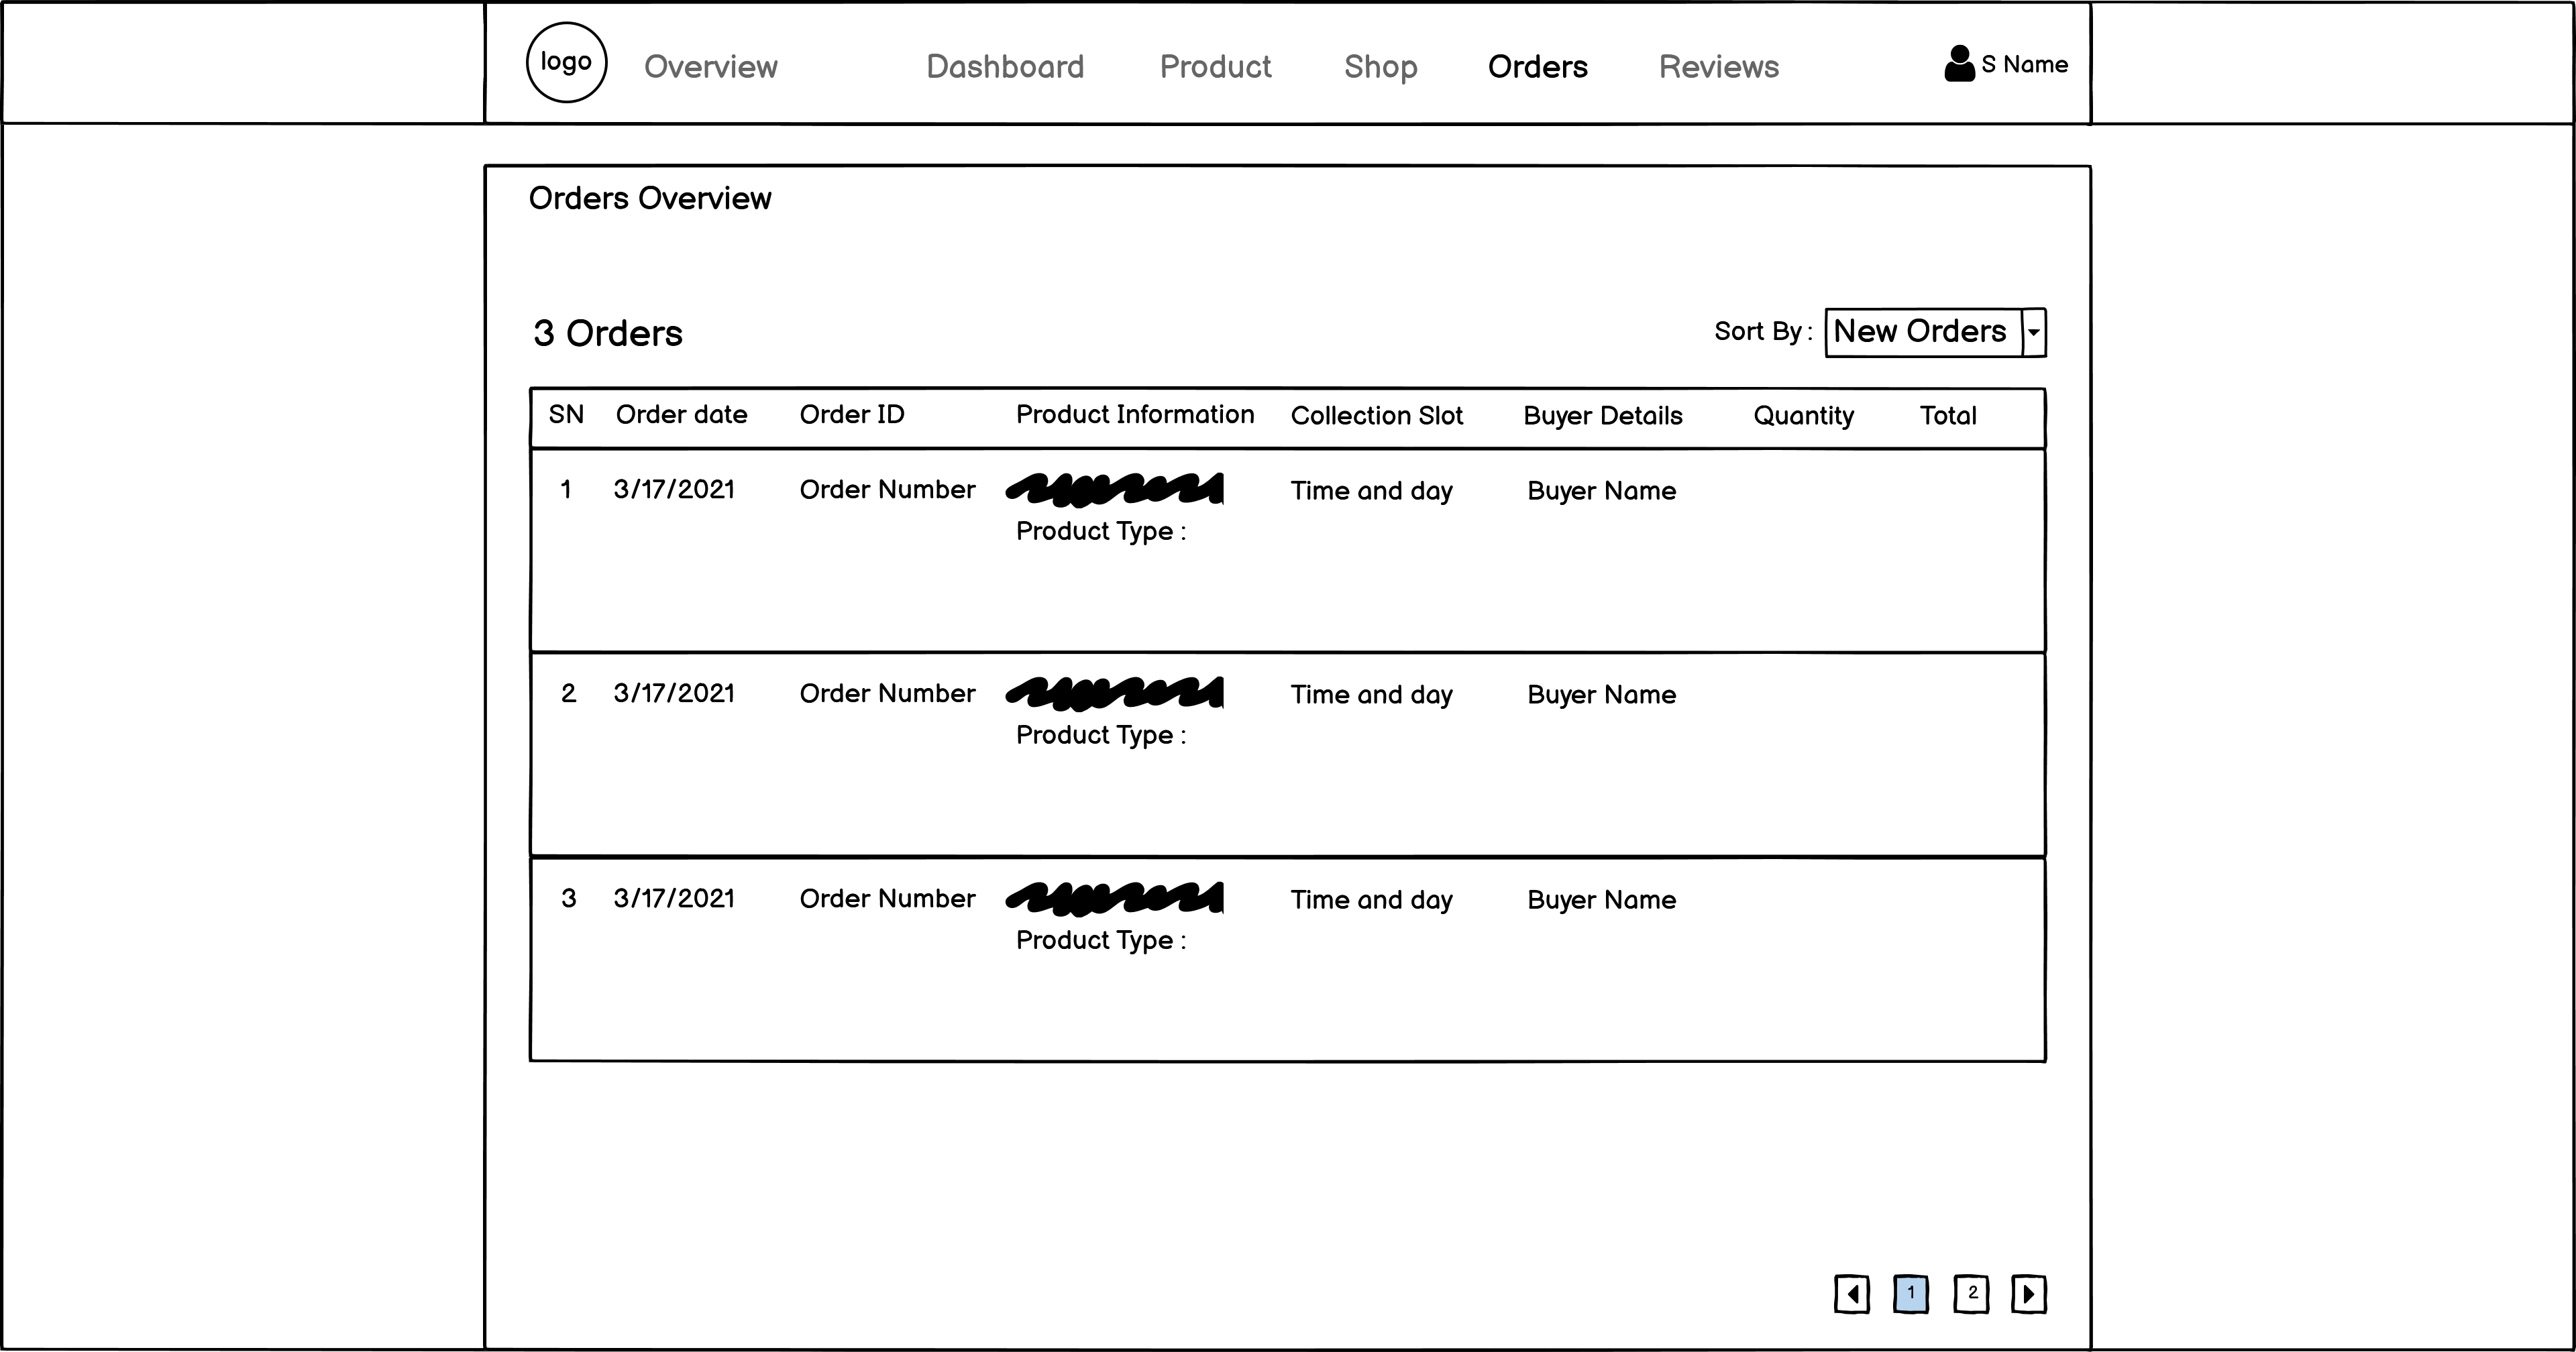 logo Overview Dashboard Product Shop Orders Reviews S Name
Orders Overview
3 Orders Sort By : New Orders
SN Order date Order ID Product Information Collection Slot Buyer Details Quantity Total
1 3/17/2021 Order Number Time and day Buyer Name
Product Type :
2 3/17/2021 Order Number Time and day Buyer Name
Product Type :
3 3/17/2021 Order Number Time and day Buyer Name
Product Type :
1 2